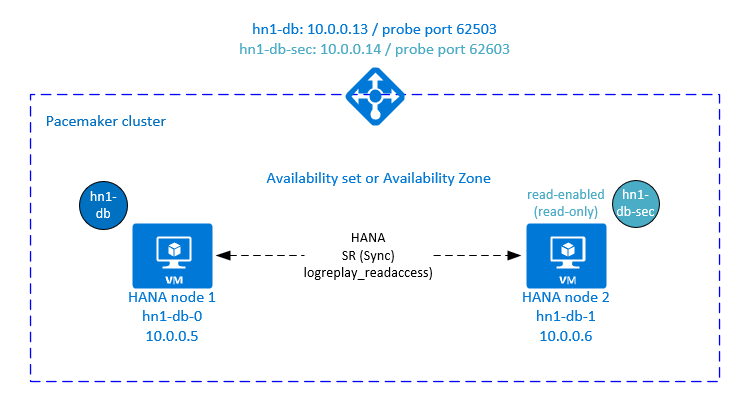 hn1-db: 10.0.0.13 / probe port 62503
hn1-db-sec: 10.0.0.14 / probe port 62603
Pacemaker cluster
Availability set or Availability Zone
hn1-
db
read-enabled
(read-only)
hn1-
db-sec
VM
HANA
SR (Sync)
logreplay_readaccess)
VM
HANA node 1
hn1-db-0
10.0.0.5
HANA node 2
hn1-db-1
10.0.0.6